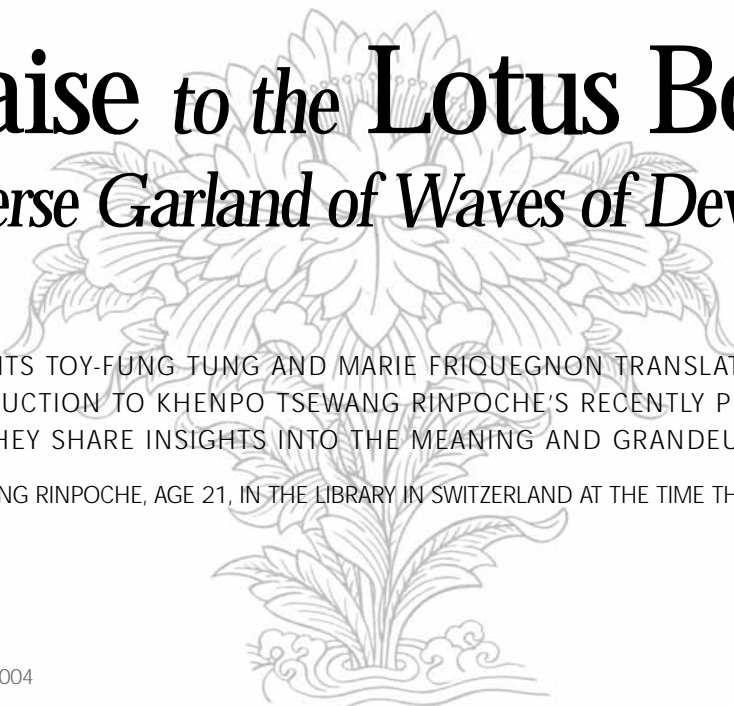 aise to the Lotus Bo
erse Garland of Waves of Dev
NTS TOY-FUNG TUNG AND MARIE FRIQUEGNON TRANSLAT
UCTION TO KHENPO TSEWANG RINPOCHE'S RECENTLY P
HEY SHARE INSIGHTS INTO THE MEANING AND GRANDEU
NG RINPOCHE, AGE 21, IN THE LIBRARY IN SWITZERLAND AT THE TIME TH
004